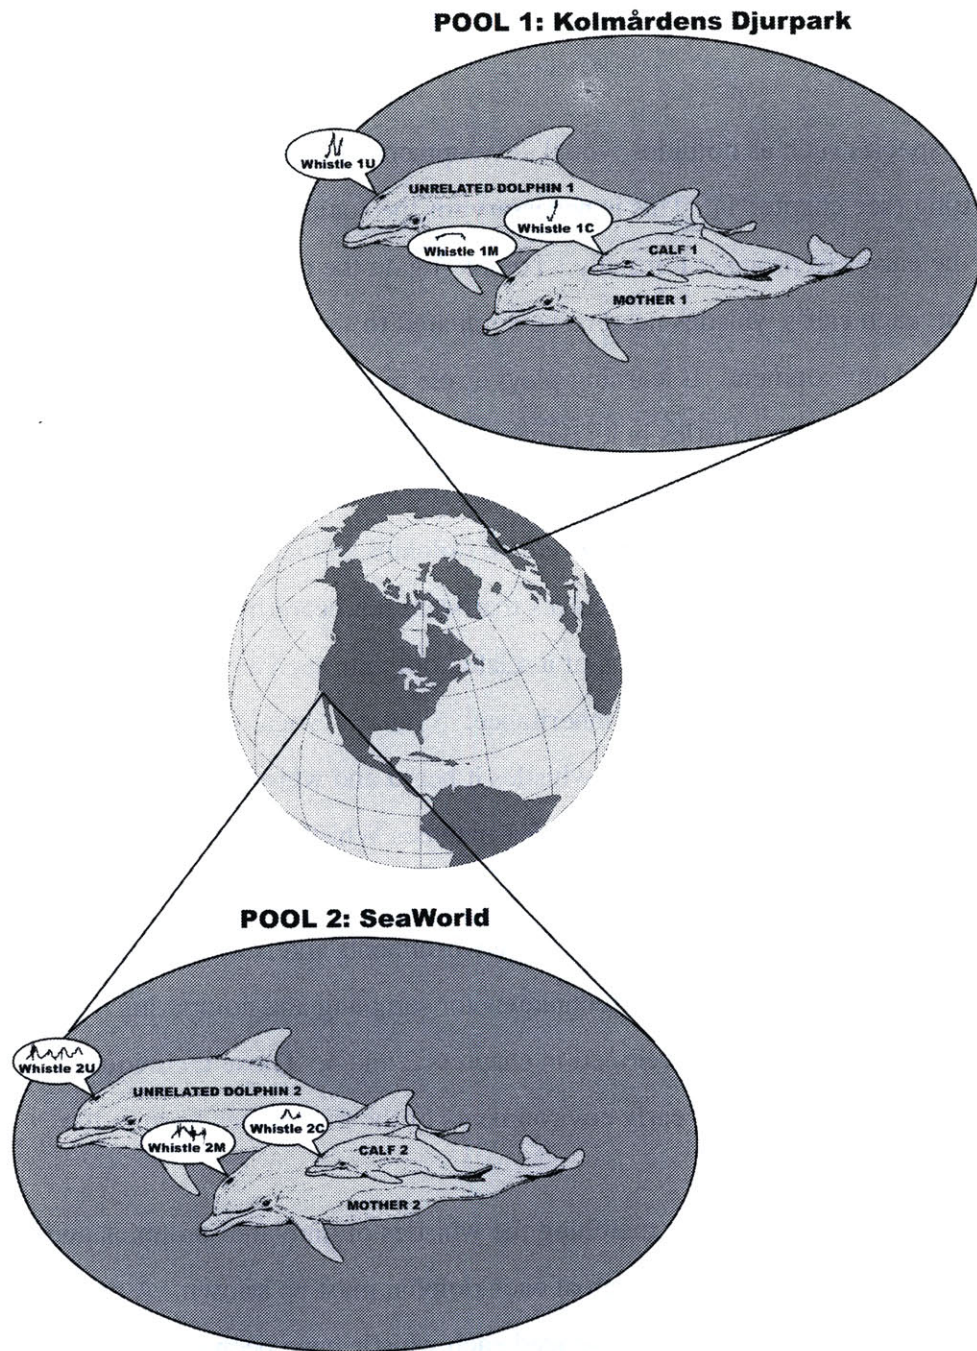 POOL 1: Kolmårdens Djurpark
Whistle 1U
UNRELATED DOLPHIN 1
Whistle 1C
Whistle 1M
CALF 1
MOTHER 1
POOL 2: SeaWorld
Whistle 2U
UNRELATED DOLPHIN 2
Whistle 2C
Whistle 2M
CALF 2
MOTHER 2